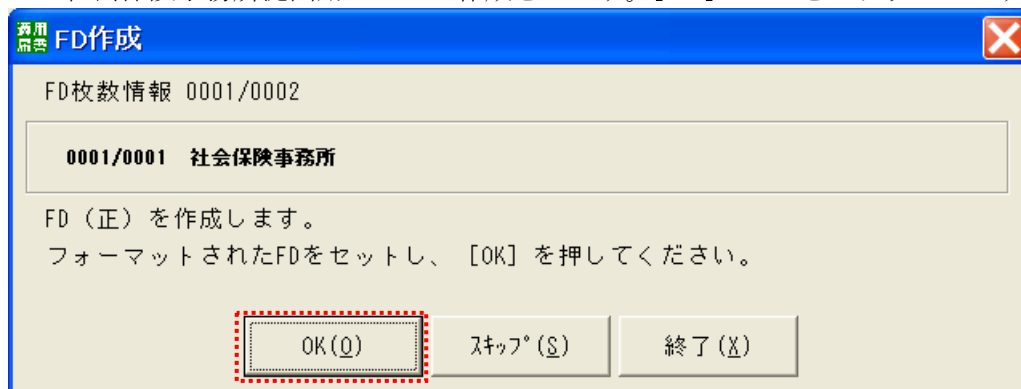 FD作成
FD枚数情報 0001/0002
0001/0001 社会保険事務所
FD（正）を作成します。
フォーマットされたFDをセットし、［OK］を押してください。
OK(O) ｽｷｯﾌﾟ(S) 終了(X)